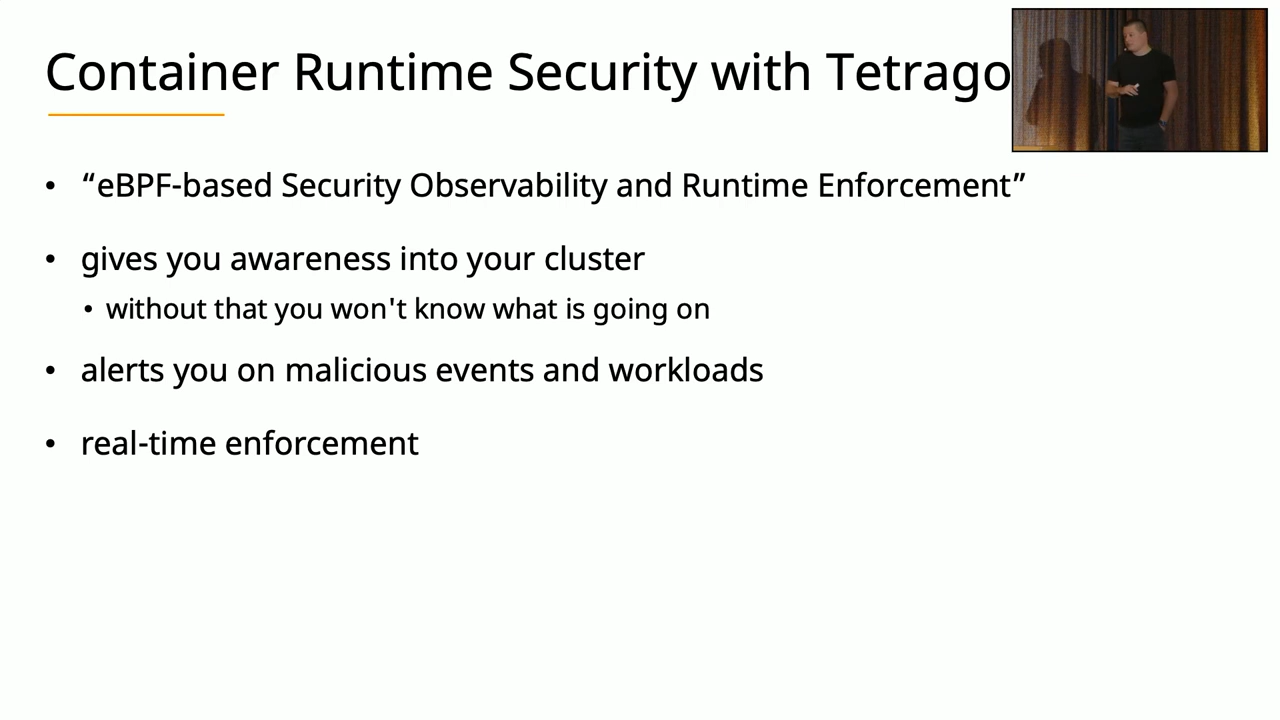 Container Runtime Security with Tetrago
“eBPF-based Security Observability and Runtime Enforcement”
gives you awareness into your cluster
without that you won't know what is going on
alerts you on malicious events and workloads
real-time enforcement